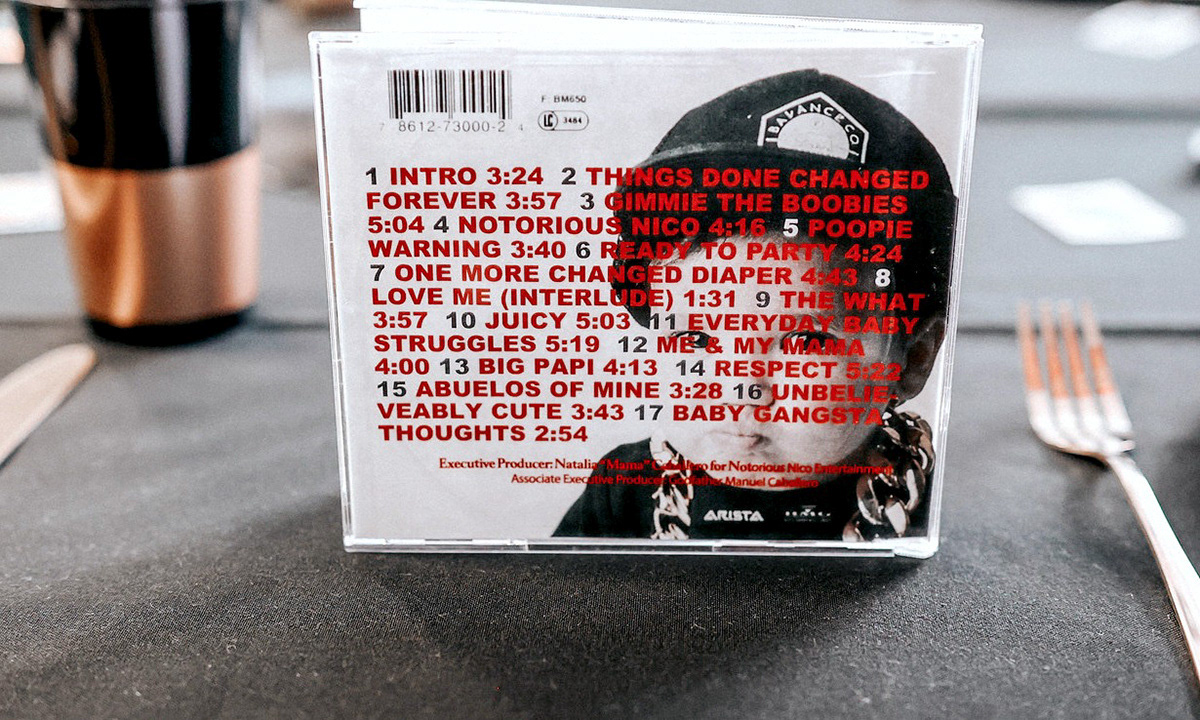 F: BM650
LC 3484
7 8612-73000-2 4
BAVANCECO
1 INTRO 3:24 2 THINGS DONE CHANGED
FOREVER 3:57 3 GIMMIE THE BOOBIES
5:04 4 NOTORIOUS NICO 4:16 5 POOPIE
WARNING 3:40 6 READY TO PARTY 4:24
7 ONE MORE CHANGED DIAPER 4:43 8
LOVE ME (INTERLUDE) 1:31 9 THE WHAT
3:57 10 JUICY 5:03 11 EVERYDAY BABY
STRUGGLES 5:19 12 ME & MY MAMA
4:00 13 BIG PAPI 4:13 14 RESPECT 5:22
15 ABUELOS OF MINE 3:28 16 UNBELIE-
VEABLY CUTE 3:43 17 BABY GANGSTA
THOUGHTS 2:54
Executive Producer: Natalia "Mama" Caballero for Notorious Nico Entertainment
Associate Executive Producer: Godfather Manuel Caballero
ARISTA